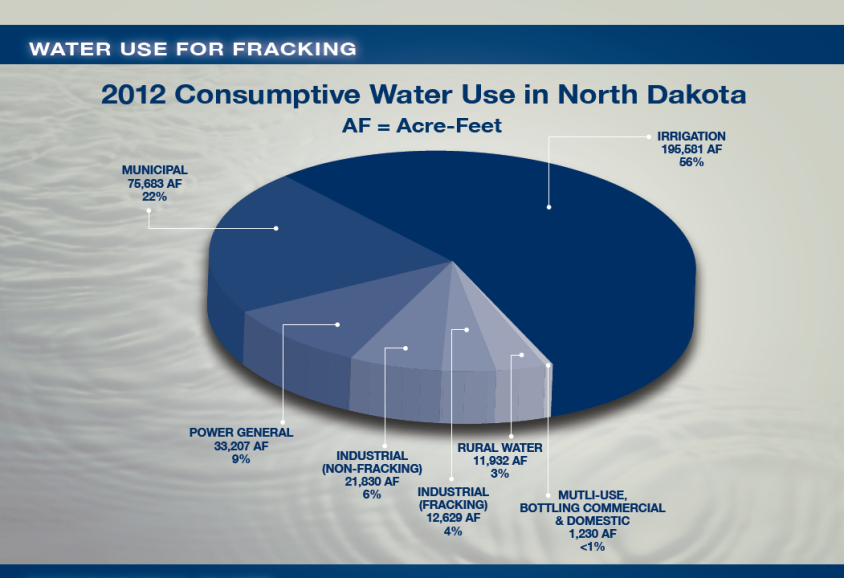 WATER USE FOR FRACKING
2012 Consumptive Water Use in North Dakota
AF = Acre-Feet
IRRIGATION
195,581 AF
56%
MUNICIPAL
75,683 AF
22%
POWER GENERAL
33,207 AF
9%
INDUSTRIAL
(NON-FRACKING)
21,830 AF
6%
INDUSTRIAL
(FRACKING)
12,629 AF
4%
RURAL WATER
11,932 AF
3%
MUTLI-USE,
BOTTLING COMMERCIAL
& DOMESTIC
1,230 AF
<1%